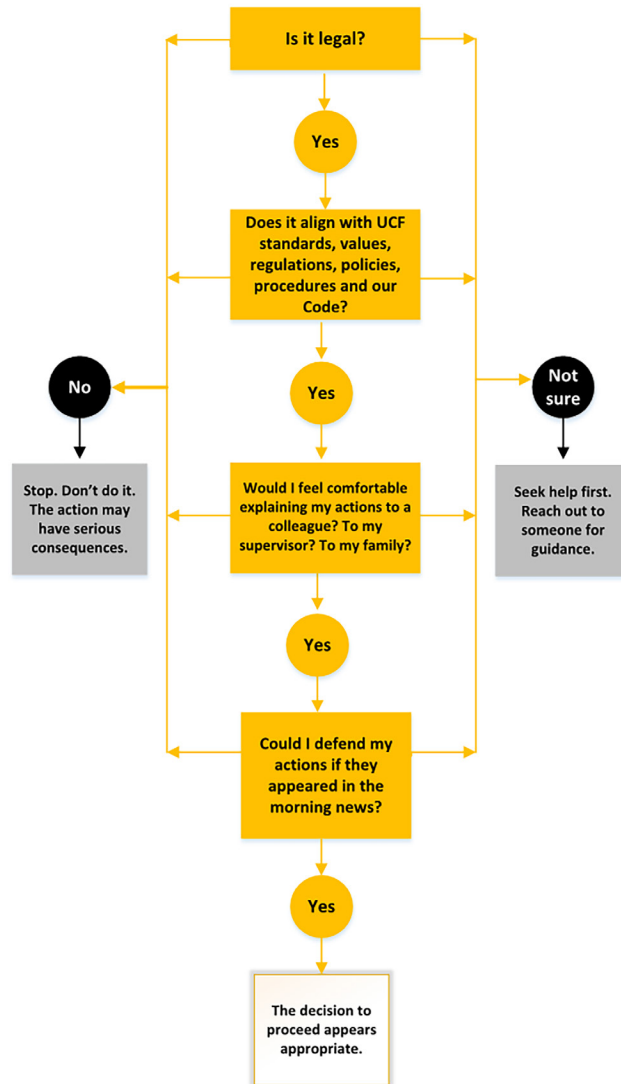 Is it legal?
Yes
Does it align with UCF
standards, values,
regulations, policies,
procedures and our
Code?
No
Yes
Not
sure
Stop. Don’t do it.
The action may
have serious
consequences.
Would I feel comfortable
explaining my actions to a
colleague? To my
supervisor? To my family?
Seek help first.
Reach out to
someone for
guidance.
Yes
Could I defend my
actions if they
appeared in the
morning news?
Yes
The decision to
proceed appears
appropriate.